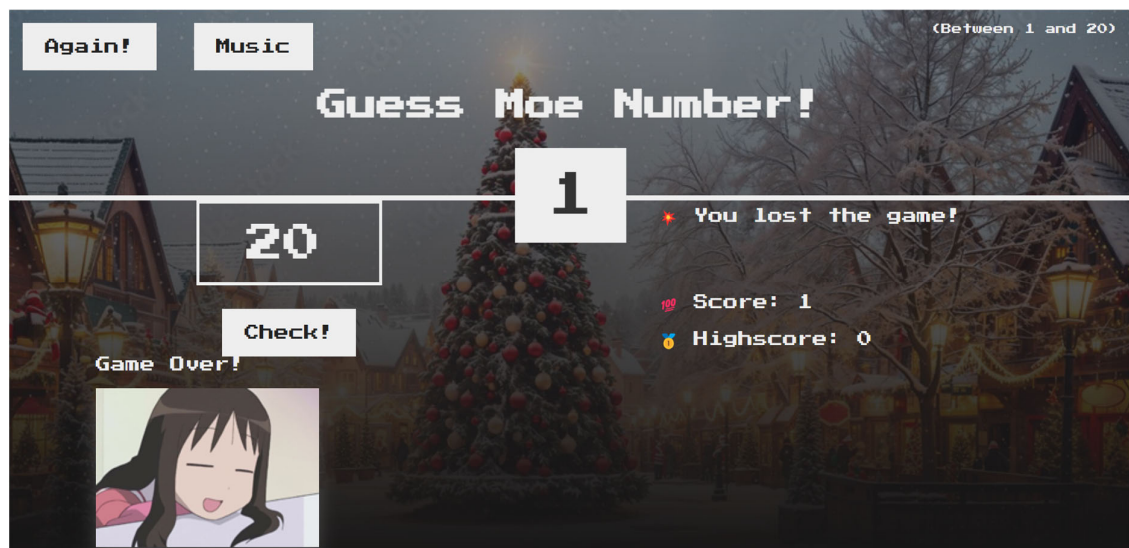 Again!
Music
(Between 1 and 20)
Guess Moe Number!
1
20
💥 You lost the game!
Check!
💯 Score: 1
🥇 Highscore: 0
Game Over!